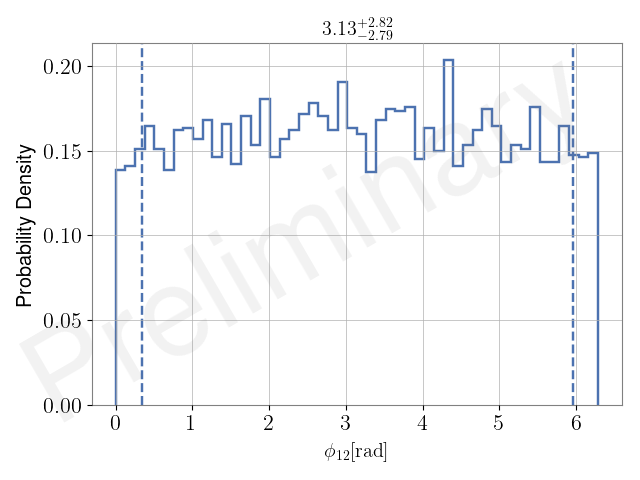 3.13^{+2.82}_{-2.79}
0.20
0.15
0.10
0.05
0.00
Probability Density
0 1 2 3 4 5 6
ϕ₁₂[rad]
Preliminary